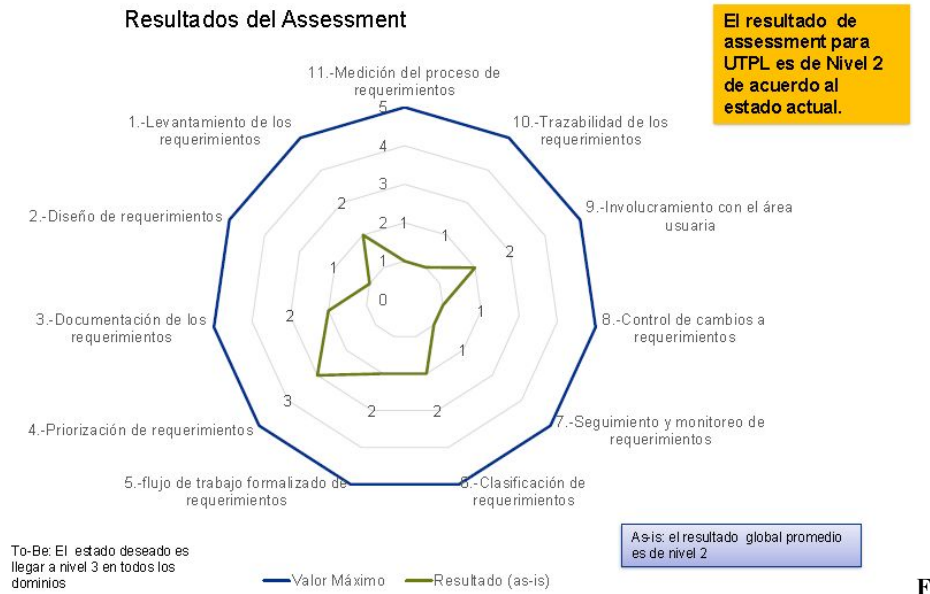 Resultados del Assessment
El resultado de
assessment para
UTPL es de Nivel 2
de acuerdo al
estado actual.
11.-Medición del proceso de
requerimientos
5
1.-Levantamiento de los
requerimientos
10.-Trazabilidad de los
requerimientos
4
3
2
2
1
1
2.-Diseño de requerimientos
9.-Involucramiento con el área
usuaria
2
1
1
0
3.-Documentación de los
requerimientos
2
1
8.-Control de cambios a
requerimientos
1
4.-Priorización de requerimientos
3
2
2
7.-Seguimiento y monitoreo de
requerimientos
5.-flujo de trabajo formalizado de
requerimientos
6.-Clasificación de
requerimientos
To-Be: El estado deseado es
llegar a nivel 3 en todos los
dominios
As-is: el resultado global promedio
es de nivel 2
Valor Máximo
Resultado (as-is)
F